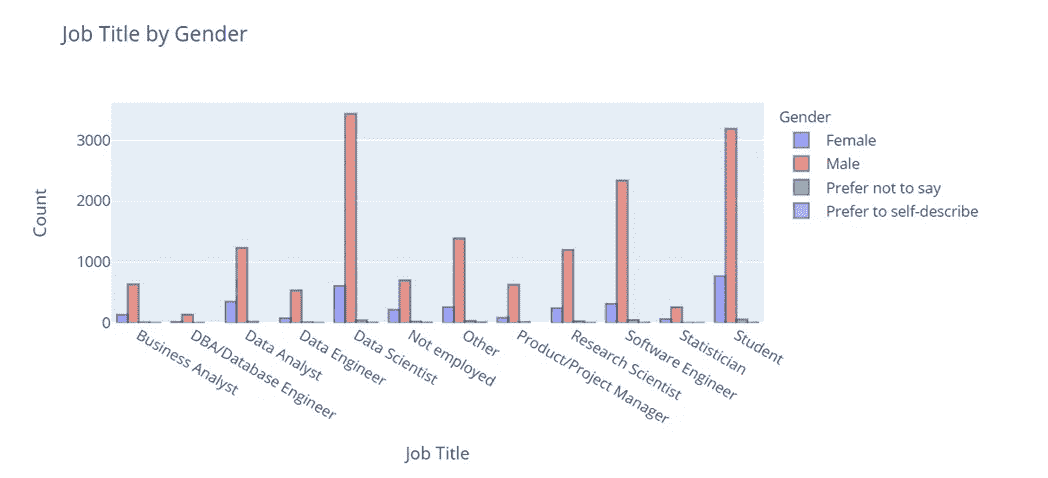 Job Title by Gender
3000
2000
1000
0
Count
Business Analyst
DBA/Database Engineer
Data Analyst
Data Engineer
Data Scientist
Not employed
Other
Product/Project Manager
Research Scientist
Software Engineer
Statistician
Student
Job Title
Gender
Female
Male
Prefer not to say
Prefer to self-describe